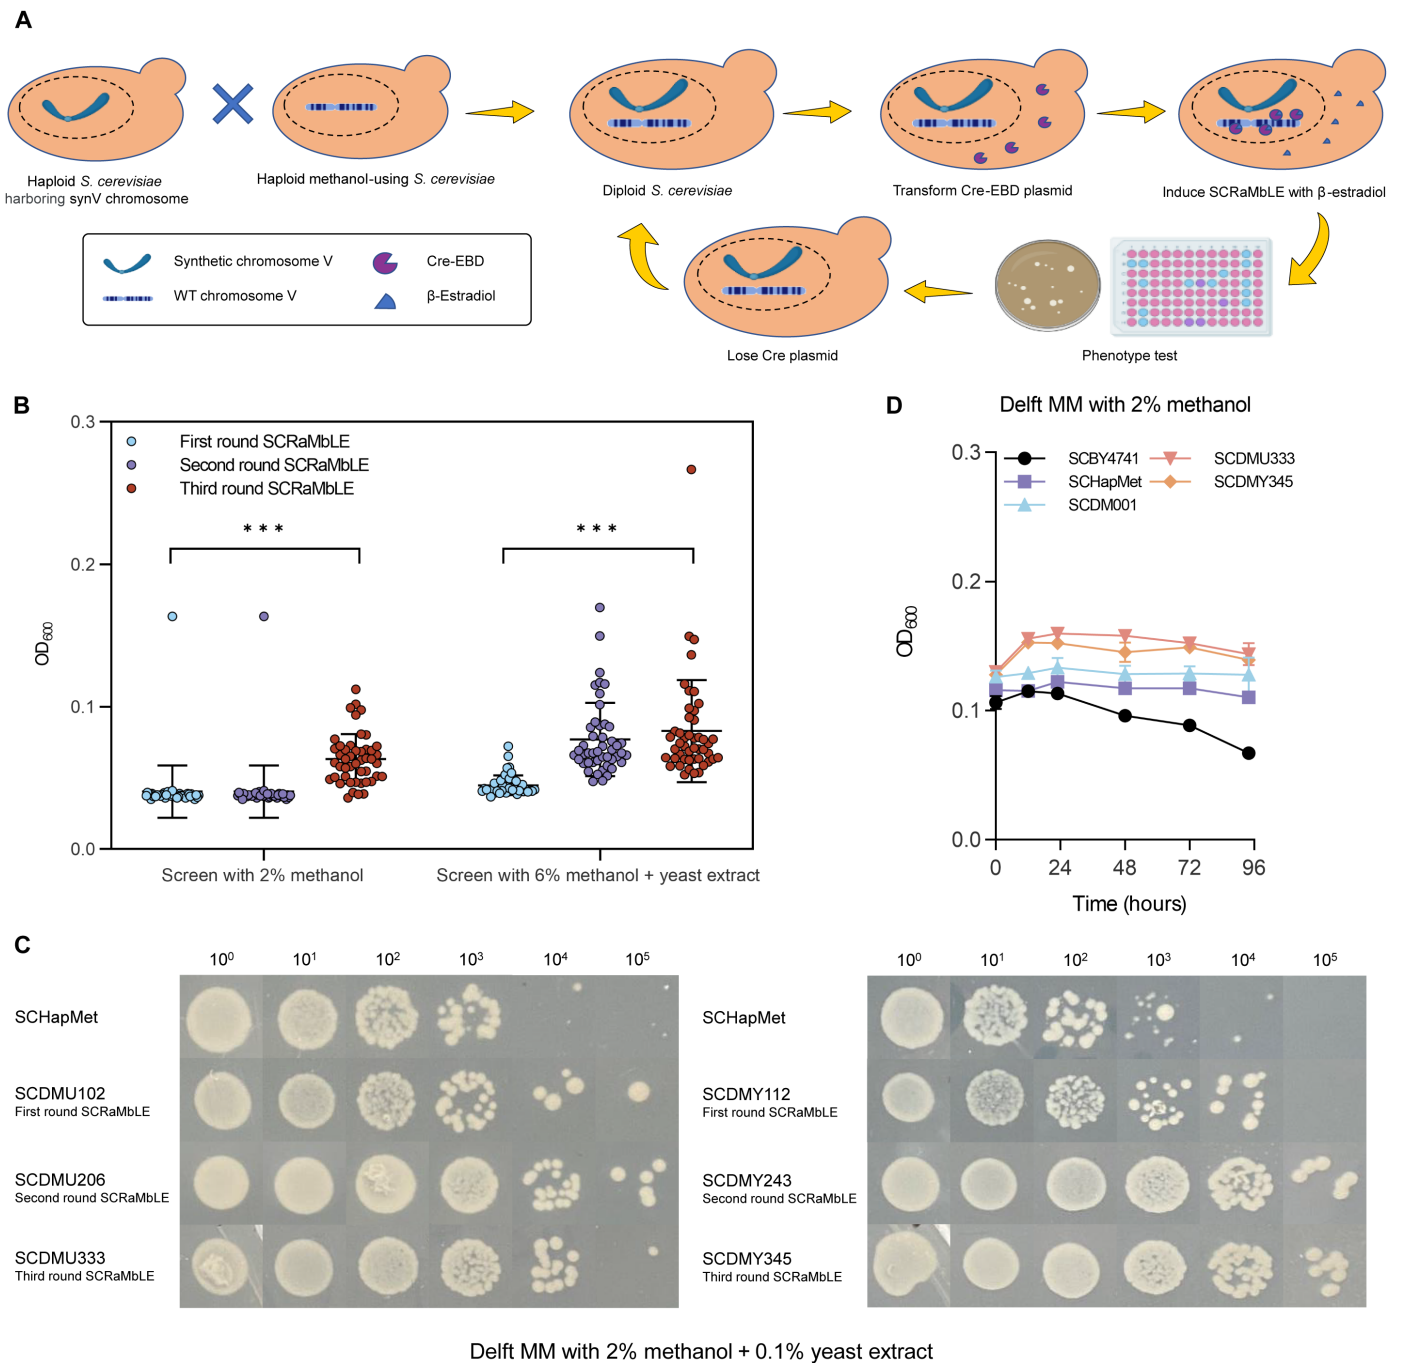 A
Haploid S. cerevisiae
harboring synV chromosome
Haploid methanol-using S. cerevisiae
Diploid S. cerevisiae
Transform Cre-EBD plasmid
Induce SCRaMbLE with β-estradiol
Synthetic chromosome V
Cre-EBD
WT chromosome V
β-Estradiol
Lose Cre plasmid
Phenotype test
B
0.3
0.2
0.1
0.0
OD600
First round SCRaMbLE
Second round SCRaMbLE
Third round SCRaMbLE
* * *
* * *
Screen with 2% methanol
Screen with 6% methanol + yeast extract
D
Delft MM with 2% methanol
SCBY4741
SCHapMet
SCDM001
SCDMU333
SCDMY345
0.3
0.2
0.1
0.0
OD600
0 24 48 72 96
Time (hours)
C
10⁰ 10¹ 10² 10³ 10⁴ 10⁵
SCHapMet
SCDMU102
First round SCRaMbLE
SCDMU206
Second round SCRaMbLE
SCDMU333
Third round SCRaMbLE
10⁰ 10¹ 10² 10³ 10⁴ 10⁵
SCHapMet
SCDMY112
First round SCRaMbLE
SCDMY243
Second round SCRaMbLE
SCDMY345
Third round SCRaMbLE
Delft MM with 2% methanol + 0.1% yeast extract